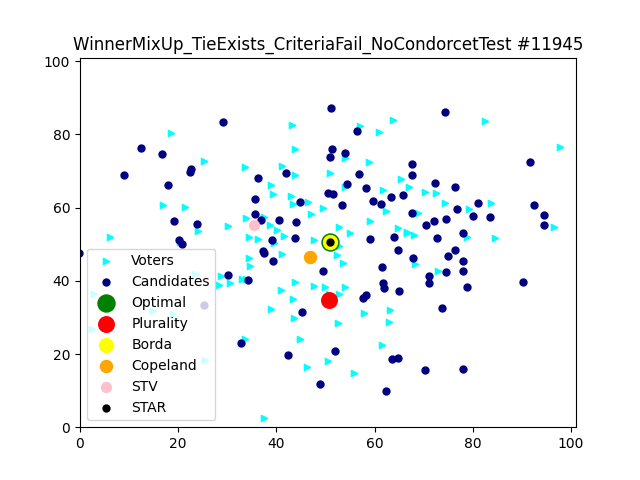 WinnerMixUp_TieExists_CriteriaFail_NoCondorcetTest #11945
100
80
60
40
20
0
0 20 40 60 80 100
Voters
Candidates
Optimal
Plurality
Borda
Copeland
STV
STAR